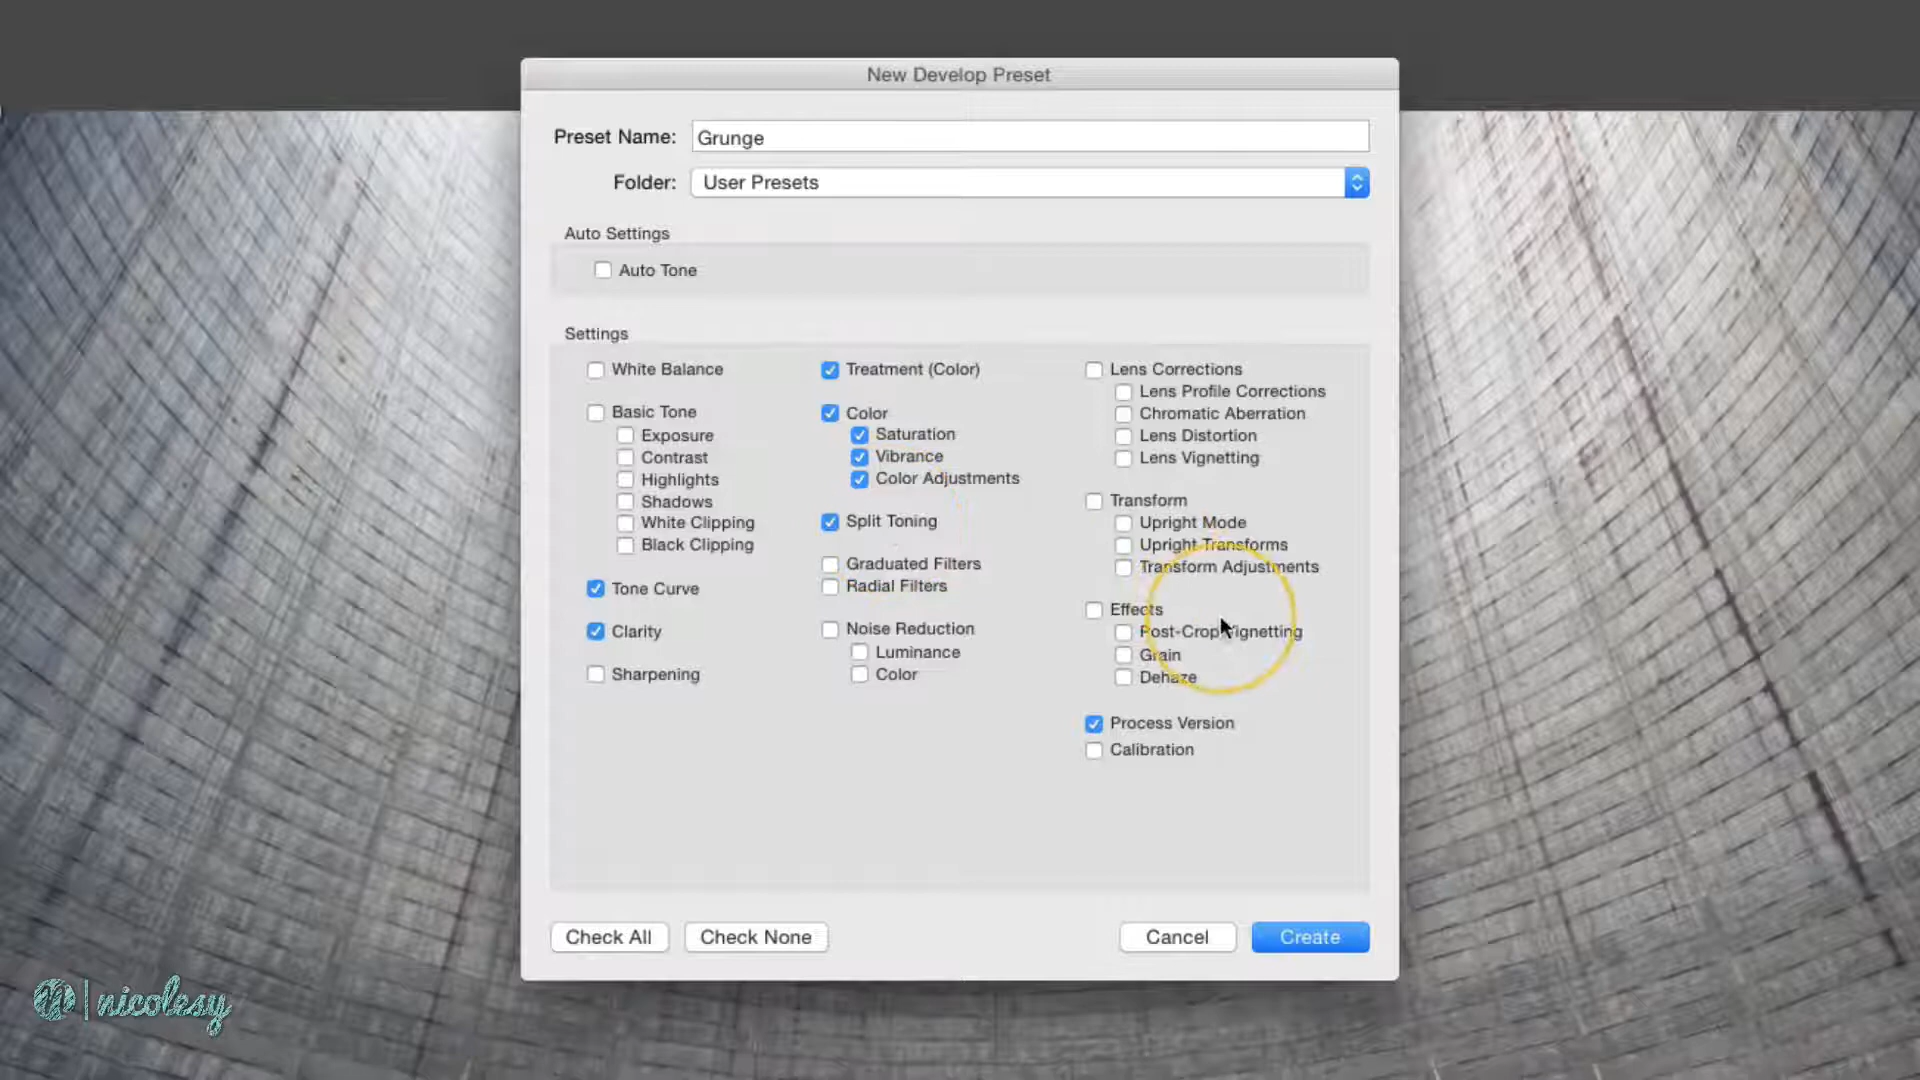 New Develop Preset
Preset Name: Grunge
Folder: User Presets
Auto Settings
Auto Tone
Settings
White Balance
Basic Tone
Exposure
Contrast
Highlights
Shadows
White Clipping
Black Clipping
Tone Curve
Clarity
Sharpening
Treatment (Color)
Color
Saturation
Vibrance
Color Adjustments
Split Toning
Graduated Filters
Radial Filters
Noise Reduction
Luminance
Color
Lens Corrections
Lens Profile Corrections
Chromatic Aberration
Lens Distortion
Lens Vignetting
Transform
Upright Mode
Upright Transforms
Transform Adjustments
Effects
Post-Crop Vignetting
Grain
Dehaze
Process Version
Calibration
Check All Check None Cancel Create
nicolesy